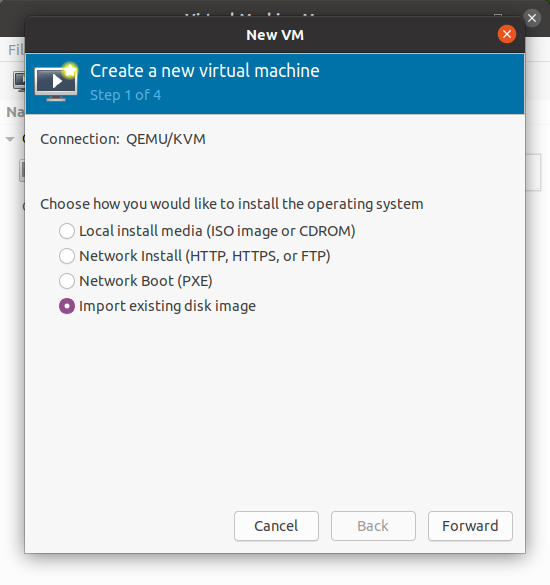 New VM
Create a new virtual machine
Step 1 of 4
Connection: QEMU/KVM
Choose how you would like to install the operating system
Local install media (ISO image or CDROM)
Network Install (HTTP, HTTPS, or FTP)
Network Boot (PXE)
Import existing disk image
Cancel
Back
Forward